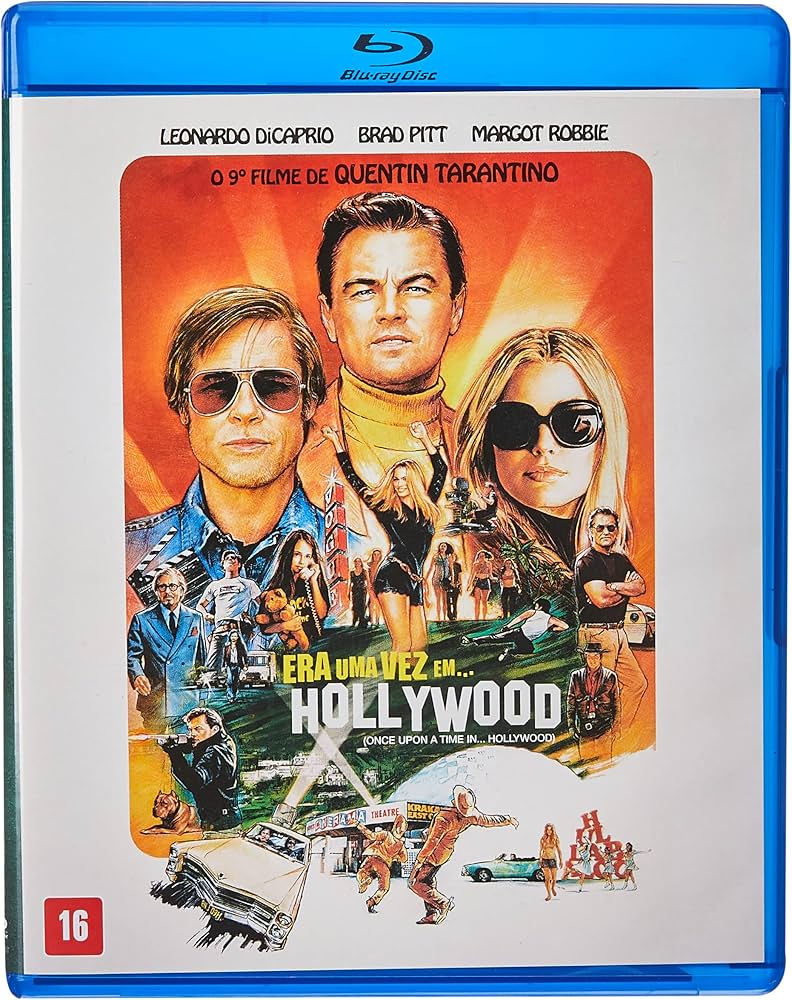 Blu-ray Disc
LEONARDO DiCAPRIO BRAD PITT MARGOT ROBBIE
O 9º FILME DE QUENTIN TARANTINO
ERA UMA VEZ EM...
HOLLYWOOD
(ONCE UPON A TIME IN... HOLLYWOOD)
THEATRE
16